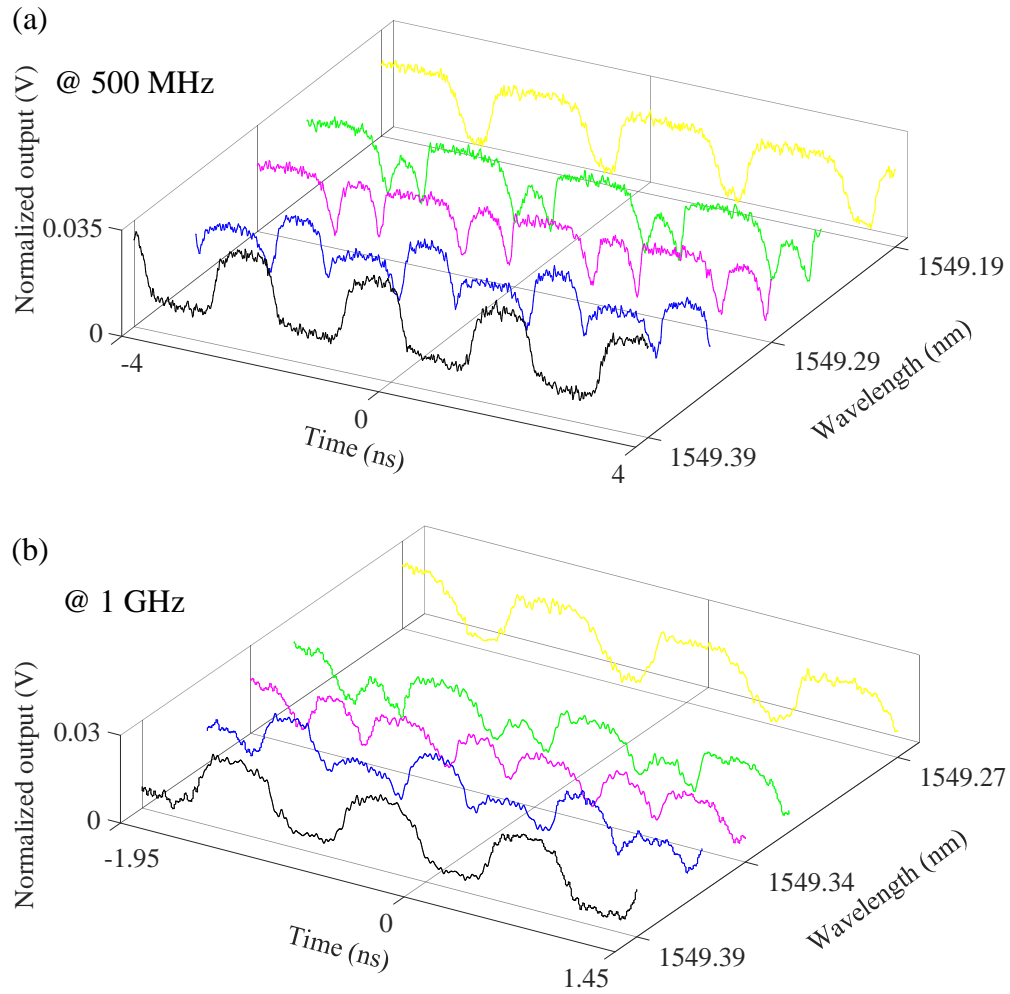 (a)
@ 500 MHz
Normalized output (V)
0.035
0
-4
0
4
Time (ns)
1549.19
1549.29
1549.39
Wavelength (nm)
(b)
@ 1 GHz
Normalized output (V)
0.03
0
-1.95
0
1.45
Time (ns)
1549.27
1549.34
1549.39
Wavelength (nm)